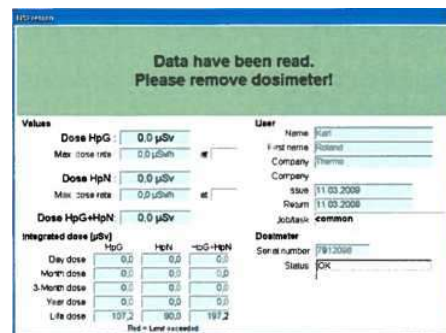 EPD return
Data have been read.
Please remove dosimeter!
Values
Dose HpG : 0,0 µSv
Max dose rate 0,0 µSv/h at
Dose HpN : 0,0 µSv
Max dose rate 0,0 µSv/h at
Dose HpG+HpN: 0,0 µSv
Integrated dose [µSv]
HpG HpN HpG+HpN
Day dose 0,0 0,0 0,0
Month dose 0,0 0,0 0,0
3-Month dose 0,0 0,0 0,0
Year dose 0,0 0,0 0,0
Life dose 107,2 90,0 197,2
Red = Limit exceeded
User
Name Karl
First name Roland
Company Thermo
Company
Issue 11.03.2009
Return 11.03.2009
Job/task common
Dosimeter
Serial number 7912098
Status OK